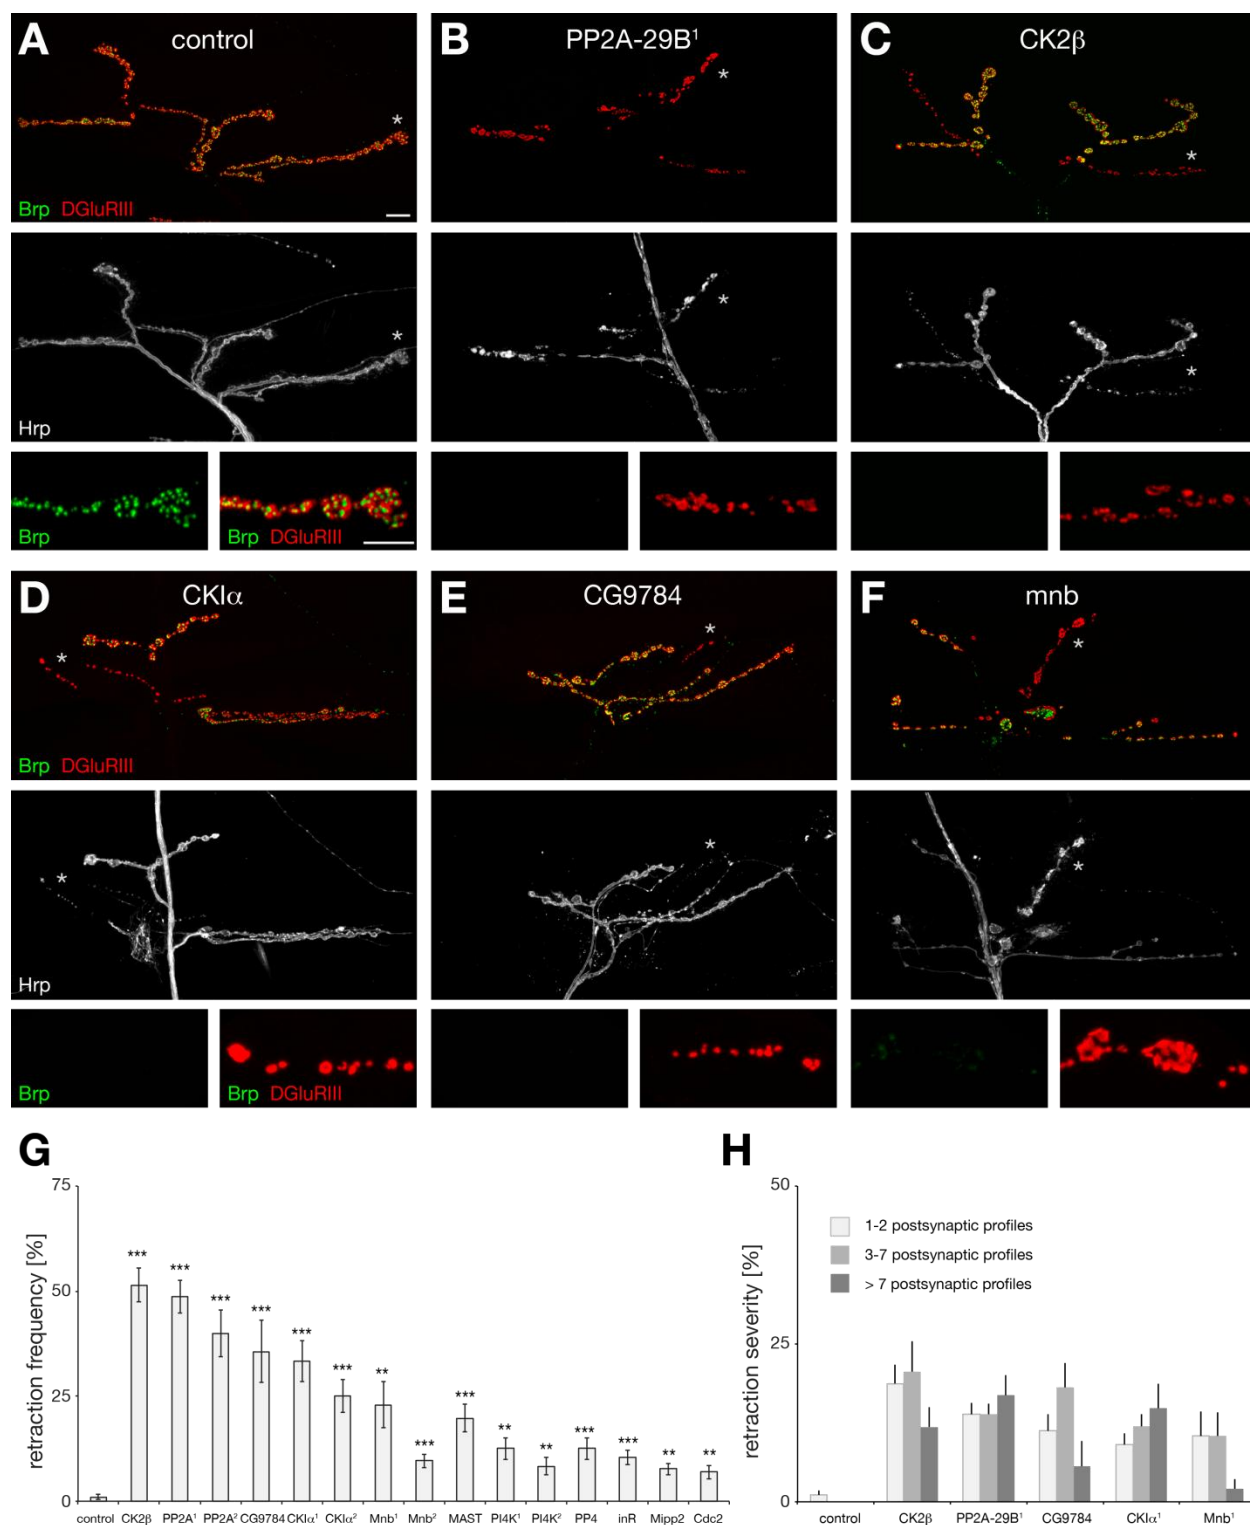 A control
B PP2A-29B¹
C CK2β
*
*
*
Brp DGluRIII
*
*
*
Hrp
Brp
Brp DGluRIII
D CKIα
E CG9784
F mnb
*
*
*
Brp DGluRIII
*
*
*
Hrp
Brp
Brp DGluRIII
G
retraction frequency [%]
75
50
25
0
*** *** *** *** *** *** ** *** *** ** ** *** *** ** **
control CK2β PP2A¹ PP2A² CG9784 CKIα¹ CKIα² Mnb¹ Mnb² MAST PI4K¹ PI4K² PP4 inR Mipp2 Cdc2
H
retraction severity [%]
50
25
0
1-2 postsynaptic profiles
3-7 postsynaptic profiles
> 7 postsynaptic profiles
control CK2β PP2A-29B¹ CG9784 CKIα¹ Mnb¹